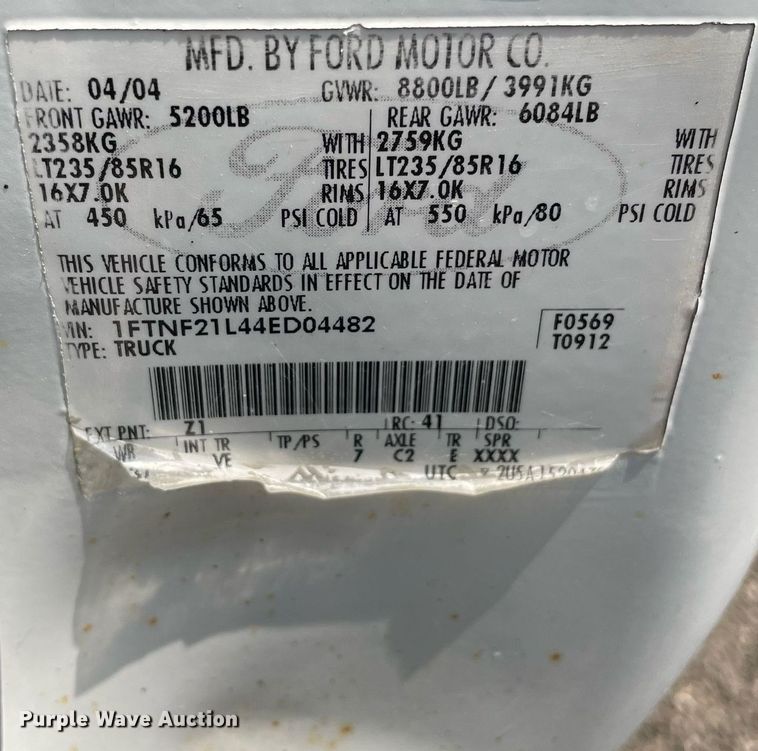 MFD. BY FORD MOTOR CO.
DATE: 04/04 GVWR: 8800LB/ 3991KG
FRONT GAWR: 5200LB REAR GAWR: 6084LB
2358KG WITH 2759KG WITH
LT235/85R16 TIRES LT235/85R16 TIRES
16X7.0K RIMS 16X7.0K RIMS
AT 450 kPa/65 PSI COLD AT 550 kPa/80 PSI COLD
THIS VEHICLE CONFORMS TO ALL APPLICABLE FEDERAL MOTOR
VEHICLE SAFETY STANDARDS IN EFFECT ON THE DATE OF
MANUFACTURE SHOWN ABOVE.
VIN: 1FTNF21L44ED04482 F0569
TYPE: TRUCK T0912
EXT PNT: Z1 RC: 41 DSO:
WB INT TR TP/PS R AXLE TR SPR
VE 7 C2 E XXXX
UTC
Purple Wave Auction